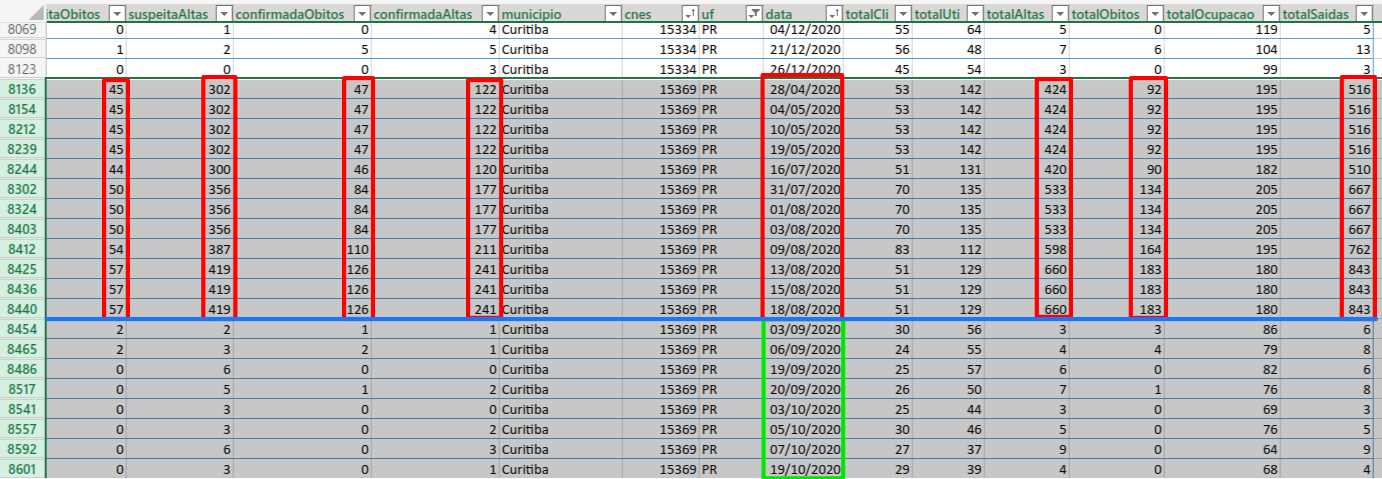 itaObitos suspeitaAltas confirmadaObitos confirmadaAltas municipio cnes uf data totalCli totalUti totalAltas totalObitos totalOcupacao totalSaidas
8069 0 1 0 4 Curitiba 15334 PR 04/12/2020 55 64 5 0 119 5
8098 1 2 5 5 Curitiba 15334 PR 21/12/2020 56 48 7 6 104 13
8123 0 0 0 3 Curitiba 15334 PR 26/12/2020 45 54 3 0 99 3
8136 45 302 47 122 Curitiba 15369 PR 28/04/2020 53 142 424 92 195 516
8154 45 302 47 122 Curitiba 15369 PR 04/05/2020 53 142 424 92 195 516
8212 45 302 47 122 Curitiba 15369 PR 10/05/2020 53 142 424 92 195 516
8239 45 302 47 122 Curitiba 15369 PR 19/05/2020 53 142 424 92 195 516
8244 44 300 46 120 Curitiba 15369 PR 16/07/2020 51 131 420 90 182 510
8302 50 356 84 177 Curitiba 15369 PR 31/07/2020 70 135 533 134 205 667
8324 50 356 84 177 Curitiba 15369 PR 01/08/2020 70 135 533 134 205 667
8403 50 356 84 177 Curitiba 15369 PR 03/08/2020 70 135 533 134 205 667
8412 54 387 110 211 Curitiba 15369 PR 09/08/2020 83 112 598 164 195 762
8425 57 419 126 241 Curitiba 15369 PR 13/08/2020 51 129 660 183 180 843
8436 57 419 126 241 Curitiba 15369 PR 15/08/2020 51 129 660 183 180 843
8440 57 419 126 241 Curitiba 15369 PR 18/08/2020 51 129 660 183 180 843
8454 2 2 1 1 Curitiba 15369 PR 03/09/2020 30 56 3 3 86 6
8465 2 3 2 1 Curitiba 15369 PR 06/09/2020 24 55 4 4 79 8
8486 0 6 0 0 Curitiba 15369 PR 19/09/2020 25 57 6 0 82 6
8517 0 5 1 2 Curitiba 15369 PR 20/09/2020 26 50 7 1 76 8
8541 0 3 0 0 Curitiba 15369 PR 03/10/2020 25 44 3 0 69 3
8557 0 3 0 2 Curitiba 15369 PR 05/10/2020 30 46 5 0 76 5
8592 0 6 0 3 Curitiba 15369 PR 07/10/2020 27 37 9 0 64 9
8601 0 3 0 1 Curitiba 15369 PR 19/10/2020 29 39 4 0 68 4